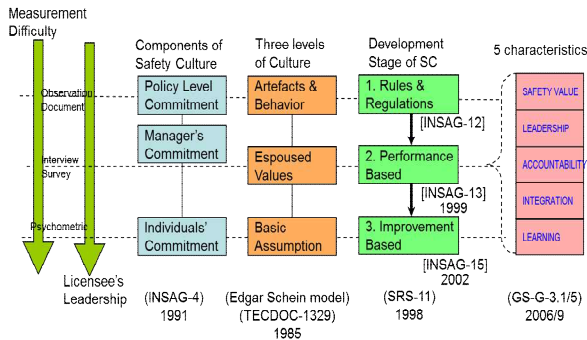 Measurement
Difficulty
Components of
Safety Culture
Three levels
of Culture
Development
Stage of SC
5 characteristics
Observation
Document
Policy Level
Commitment
Artefacts &
Behavior
1. Rules &
Regulations
SAFETY VALUE
[INSAG-12]
Manager's
Commitment
LEADERSHIP
Interview
Survey
Espoused
Values
2. Performance
Based
ACCOUNTABILITY
[INSAG-13]
1999
INTEGRATION
Psychometric
Individuals'
Commitment
Basic
Assumption
3. Improvement
Based
LEARNING
[INSAG-15]
2002
Licensee's
Leadership
(INSAG-4)
1991
(Edgar Schein model)
(TECDOC-1329)
1985
(SRS-11)
1998
(GS-G-3.1/5)
2006/9